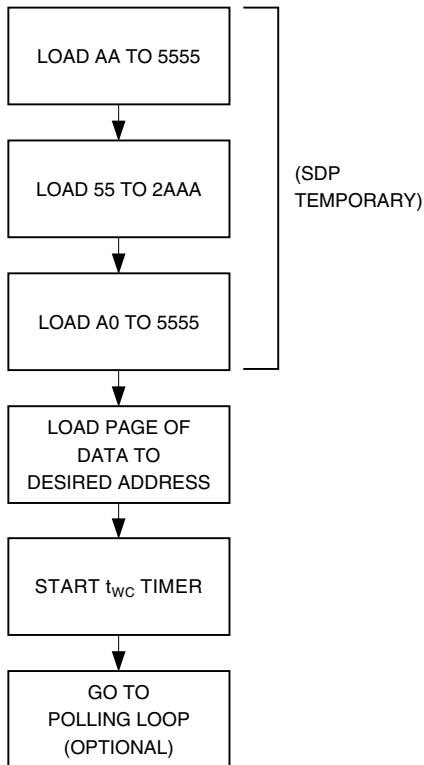 LOAD AA TO 5555
LOAD 55 TO 2AAA
(SDP
TEMPORARY)
LOAD A0 TO 5555
LOAD PAGE OF
DATA TO
DESIRED ADDRESS
START tWC TIMER
GO TO
POLLING LOOP
(OPTIONAL)